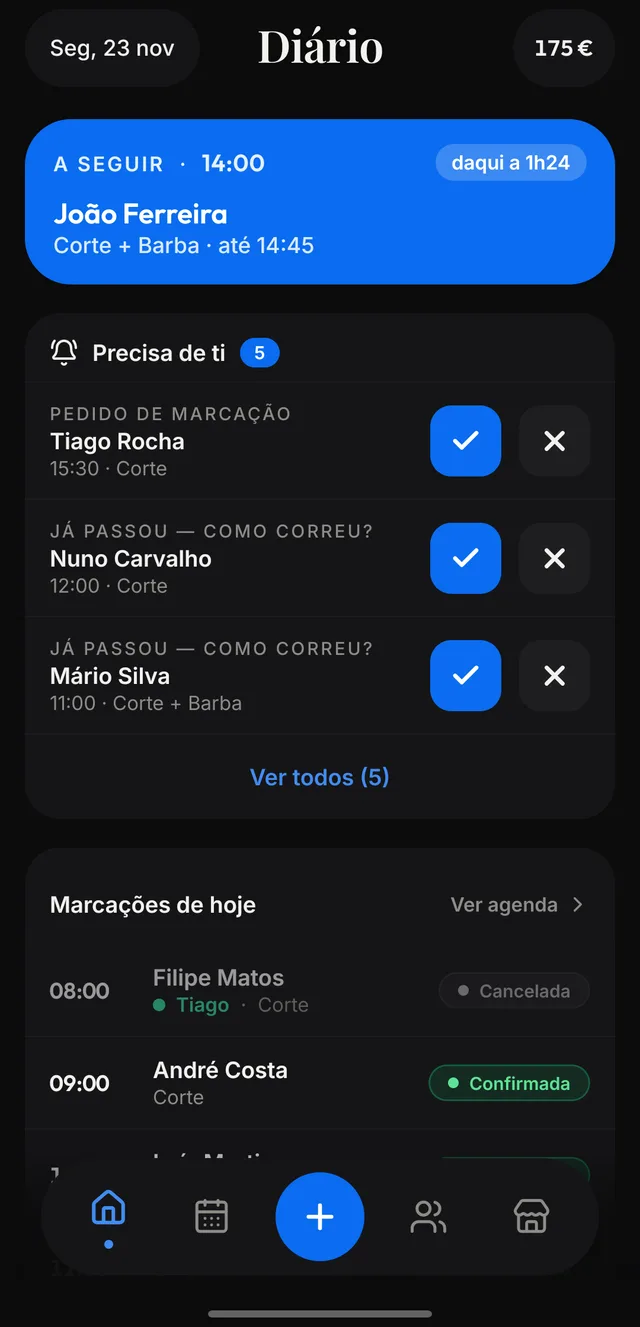 Seg, 23 nov
Diário
175 €
A SEGUIR · 14:00
daqui a 1h24
João Ferreira
Corte + Barba · até 14:45
Precisa de ti
5
PEDIDO DE MARCAÇÃO
Tiago Rocha
15:30 · Corte
JÁ PASSOU — COMO CORREU?
Nuno Carvalho
12:00 · Corte
JÁ PASSOU — COMO CORREU?
Mário Silva
11:00 · Corte + Barba
Ver todos (5)
Marcações de hoje
Ver agenda
08:00
Filipe Matos
Tiago · Corte
Cancelada
09:00
André Costa
Corte
Confirmada